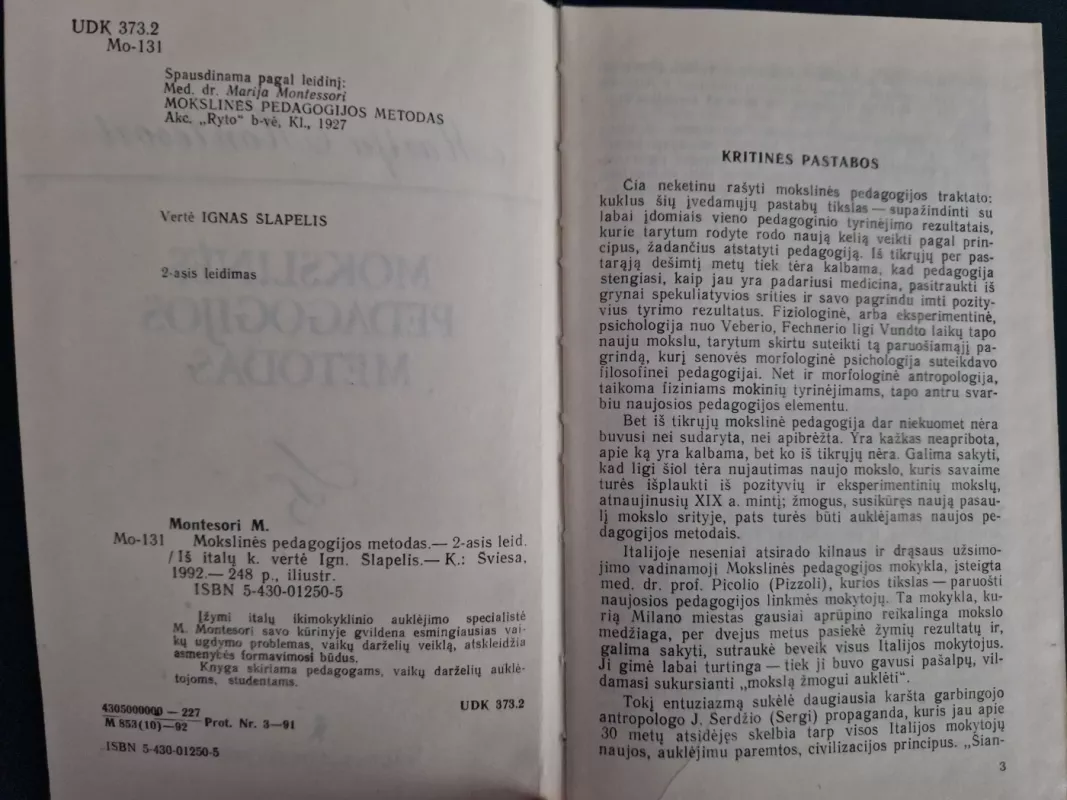 UDK 373.2
Mo-131
Spausdinama pagal leidinį:
Med. dr. Marija Montessori
MOKSLINĖS PEDAGOGIJOS METODAS
Akc. „Ryto“ b-vė, Kl., 1927
Vertė IGNAS ŠLAPELIS
2-asis leidimas
Montesori M.
Mo-131 Mokslinės pedagogijos metodas.— 2-asis leid.
/Iš italų k. vertė Ign. Šlapelis.— K.: Šviesa,
1992.— 248 p., iliustr.
ISBN 5-430-01250-5
Įžymi italų ikimokyklinio auklėjimo specialistė
M. Montesori savo kūrinyje gvildena esmingiausias vai-
kų ugdymo problemas, vaikų darželių veiklą, atskleidžia
asmenybės formavimosi būdus.
Knyga skiriama pedagogams, vaikų darželių auklė-
tojoms, studentams.
4305000000 — 227
M 853(10)—92
Prot. Nr. 3—91
UDK 373.2
ISBN 5-430-01250-5
KRITINĖS PASTABOS
Čia neketinu rašyti mokslinės pedagogijos traktato:
kuklus šių įvedamųjų pastabų tikslas — supažindinti su
labai įdomiais vieno pedagoginio tyrinėjimo rezultatais,
kurie tarytum rodyte rodo naują kelią veikti pagal prin-
cipus, žadančius atstatyti pedagogiją. Iš tikrųjų per pas-
tarąją dešimtį metų tiek tėra kalbama, kad pedagogija
stengiasi, kaip jau yra padariusi medicina, pasitraukti iš
grynai spekuliatyvios srities ir savo pagrindu imti pozity-
vius tyrimo rezultatus. Fiziologinė, arba eksperimentinė,
psichologija nuo Veberio, Fechnerio ligi Vundto laikų tapo
nauju mokslu, tarytum skirtu suteikti tą paruošiamąjį pa-
grindą, kurį senovės morfologinė psichologija suteikdavo
filosofinei pedagogijai. Net ir morfologinė antropologija,
taikoma fiziniams mokinių tyrinėjimams, tapo antru svar-
biu naujosios pedagogijos elementu.
Bet iš tikrųjų mokslinė pedagogija dar niekuomet nėra
buvusi nei sudaryta, nei apibrėžta. Yra kažkas neapribota,
apie ką yra kalbama, bet ko iš tikrųjų nėra. Galima sakyti,
kad ligi šiol tėra nujautimas naujo mokslo, kuris savaime
turės išplaukti iš pozityvių ir eksperimentinių mokslų,
atnaujinusių XIX a. mintį; žmogus, susikūręs naują pasau-
lį mokslo srityje, pats turės būti auklėjamas naujos pe-
dagogijos metodais.
Italijoje neseniai atsirado kilnaus ir drąsaus užsimo-
jimo vadinamoji Mokslinės pedagogijos mokykla, įsteigta
med. dr. prof. Picolio (Pizzoli), kurios tikslas — paruošti
naujosios pedagogijos linkmės mokytojų. Ta mokykla, ku-
rią Milano miestas gausiai aprūpino reikalinga mokslo
medžiaga, per dvejus metus pasiekė žymių rezultatų ir,
galima sakyti, sutraukė beveik visus Italijos mokytojus.
Ji gimė labai turtinga — tiek ji buvo gavusi pašalpų, vil-
damasi sukursianti „mokslą žmogui auklėti“.
Tokį entuziazmą sukėlė daugiausia karšta garbingojo
antropologo J. Serdžio (Sergi) propaganda, kuris jau apie
30 metų atsidėjęs skelbia tarp visos Italijos mokytojų
naujos, auklėjimu paremtos, civilizacijos principus. „Šian-
3